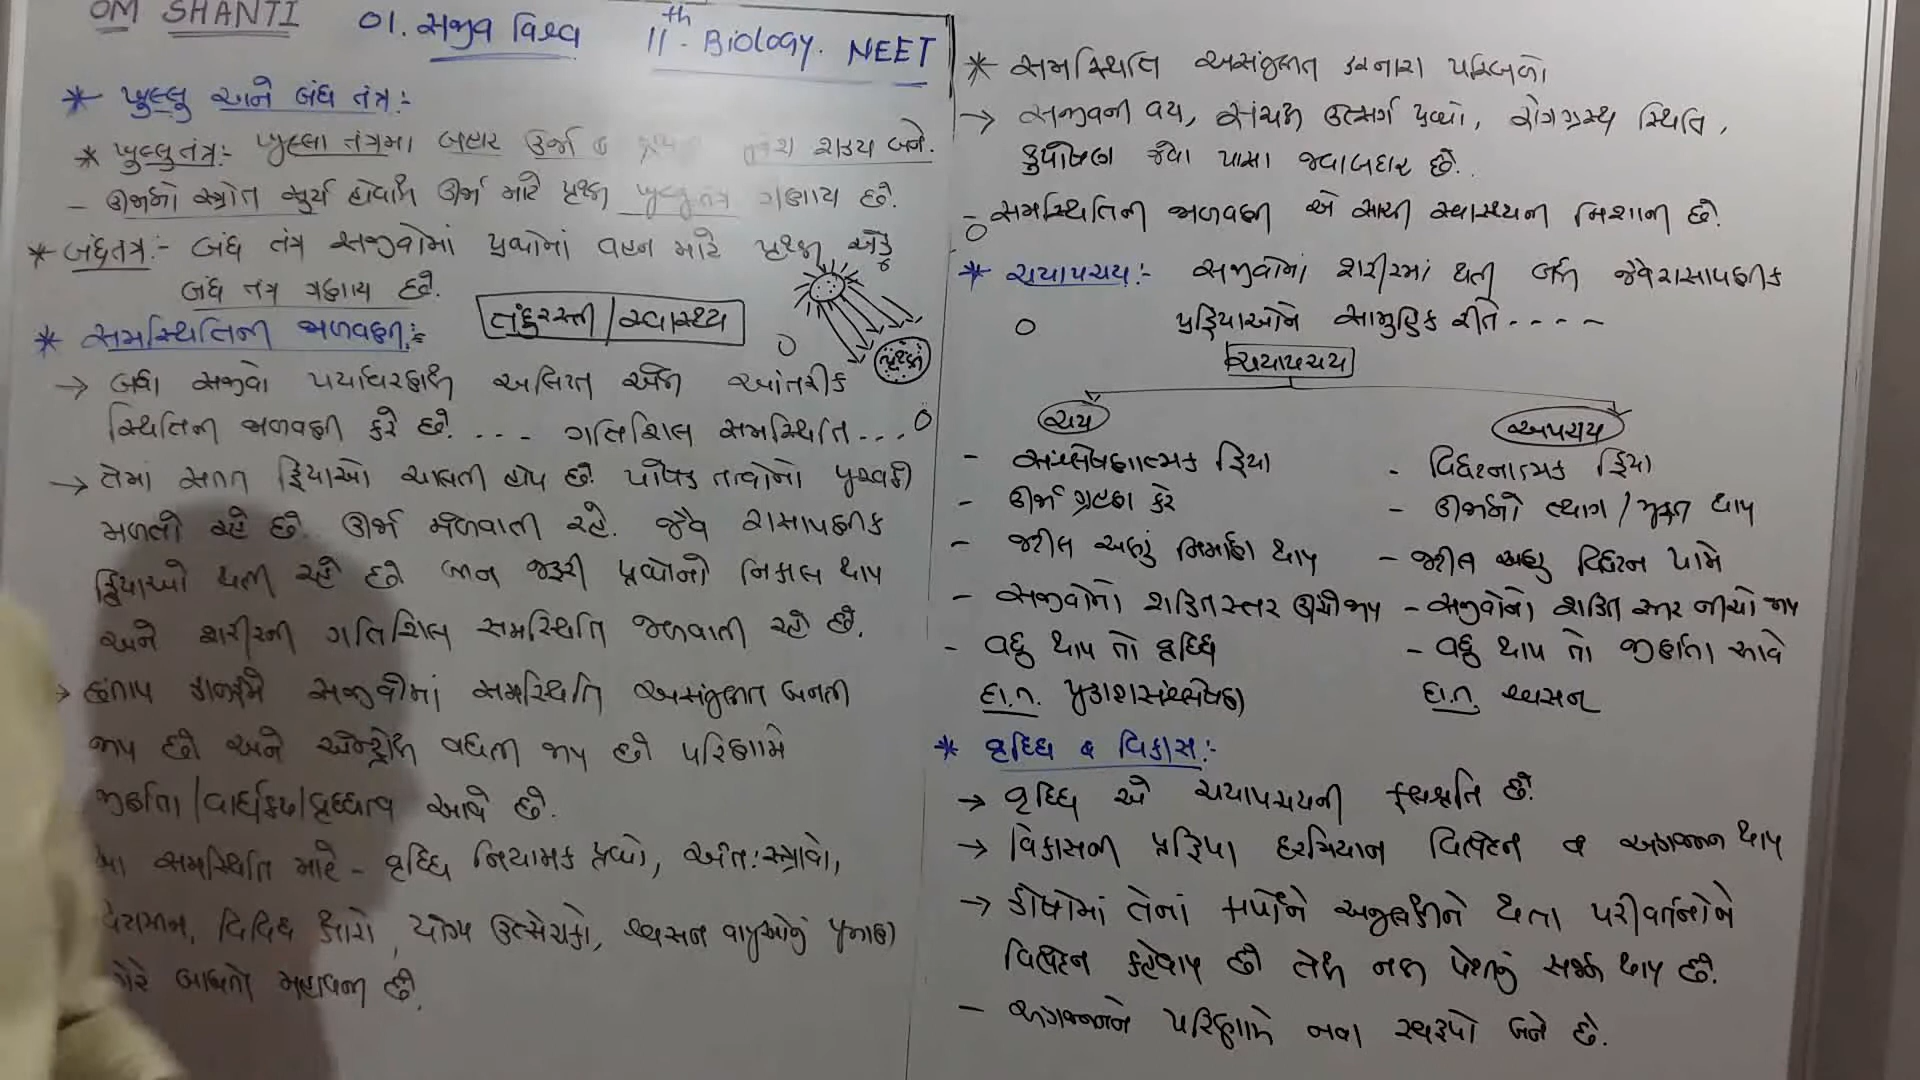 OM SHANTI
01. સજીવ વિશ્વ 11th - Biology. NEET
* ખુલ્લુ અને બંધ તંત્ર :-
* ખુલ્લુતંત્ર:- ખુલ્લા તંત્રમાં બહાર ઉર્જા શક્ય બને.
- ઊર્જાનો સ્ત્રોત સૂર્ય હોવાથી ઊર્જા માટે પૃથ્વી ખુલ્લુતંત્ર ગણાય છે.
* બંધતંત્ર:- બંધ તંત્ર સજીવોમાં દ્રવ્યોનાં વહન માટે પૃથ્વી એક
બંધ તંત્ર ગણાય છે.
તંદુરસ્તી/સ્વાસ્થ્ય
પૃથ્વી
* સમસ્થિતિની જાળવણી:-
→ બધા સજીવો પર્યાવરણથી અલિપ્ત એમ આંતરીક
સ્થિતિની જાળવણી કરે છે. --- ગતિશિલ સમસ્થિતિ...
→ તેમાં સતત ક્રિયાઓ ચાલતી હોય છે. પોષક તત્વોનો પૂરવઠો
મળતો રહે છે. ઊર્જા મેળવાતી રહે. જૈવ રાસાયણીક
ક્રિયાઓ થતી રહે છે બીન જરૂરી દ્રવ્યોનો નિકાલ થાય
અને શરીરની ગતિશિલ સમસ્થિતિ જળવાતી રહે છે.
સજીવોમાં સમસ્થિતિ અસંતુલીત બનતી
જાય છે અને એન્ટ્રોપી વધતી જાય છે પરિણામે
જીર્ણતા/વાર્ધક્ય/વૃધ્ધત્વ આવે છે.
સમસ્થિતિ માટે - વૃધ્ધિ નિયામક દ્રવ્યો, અંત:સ્ત્રાવો,
વિવિધ ક્ષારો, યોગ્ય ઉત્સેચકો, શ્વસન વાયુઓનું પ્રમાણ
બાબતો મહત્વની છે.
* સમસ્થિતિ અસંતુલીત કરનારા પરિબળો
→ સજીવની વય, સંચીત ઉત્સર્ગ દ્રવ્યો, રોગગ્રસ્થ સ્થિતિ,
કુપોષણ જેવા પાસા જવાબદાર છે.
- સમસ્થિતિની જાળવણી એ સારા સ્વાસ્થ્યની નિશાની છે.
* ચયાપચય:- સજીવોનાં શરીરમાં થતી બધી જૈવરાસાયણીક
પ્રક્રિયાઓને સામુહિક રીતે - - - -
ચયાપચય
ચય
અપચય
- સંશ્લેષણાત્મક ક્રિયા - વિઘટનાત્મક ક્રિયા
- ઊર્જા ગ્રહણ કરે - ઊર્જાનો ત્યાગ/મુક્ત થાય
- જટીલ અણું નિર્માણ થાય - જટીલ અણુ વિઘટન પામે
- સજીવોનો શક્તિસ્તર ઊંચો જાય - સજીવોનો શક્તિ સ્તર નીચો જાય
- વધુ થાય તો વૃધ્ધિ - વધુ થાય તો જીર્ણતા આવે
દા.ત. પ્રકાશસંશ્લેષણ દા.ત. શ્વસન
* વૃધ્ધિ & વિકાસ:-
→ વૃધ્ધિ એ ચયાપચયની ફલશ્રુતિ છે.
→ વિકાસની પ્રક્રિયા દરમિયાન વિભેદન & અંગજનન થાય
→ કોષોમાં તેનાં કાર્યોને અનુલક્ષીને થતા પરીવર્તનોને
વિભેદન કહેવાય છે તેથી નવા પેશીનું સર્જન થાય છે.
- અંગજનનને પરિણામે નવા સ્વરૂપો બને છે.